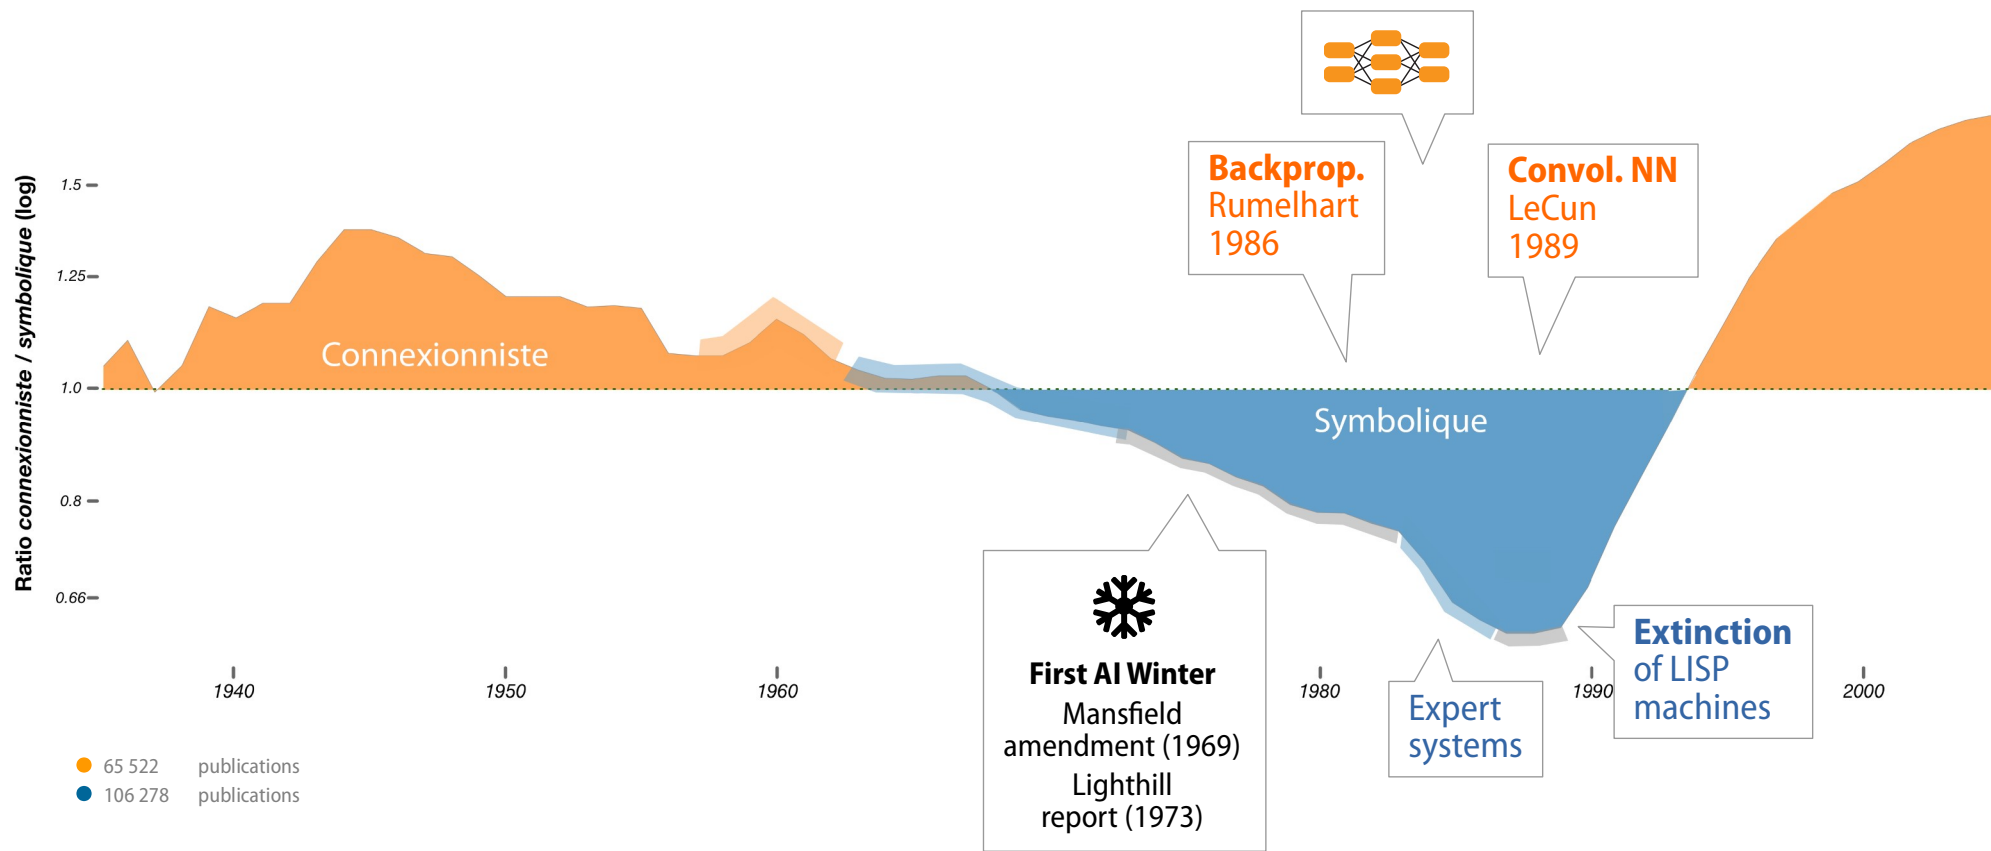 Backprop.
Rumelhart
1986
Convol. NN
LeCun
1989
Ratio connexionniste / symbolique (log)
1.5
1.25
1.0
0.8
0.66
Connexionniste
Symbolique
First AI Winter
Mansfield
amendment (1969)
Lighthill
report (1973)
Expert
systems
Extinction
of LISP
machines
1940
1950
1960
1980
1990
2000
65 522 publications
106 278 publications